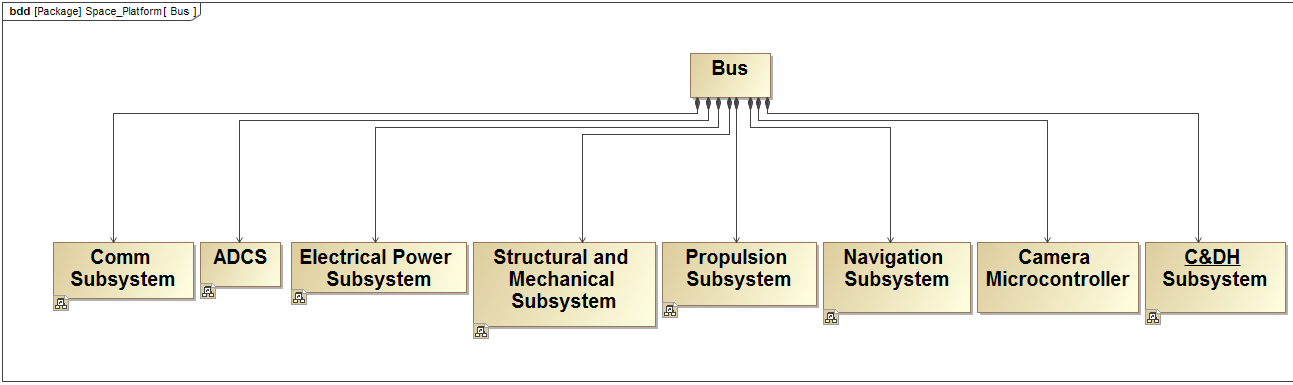 bdd [Package] Space_Platform[ Bus ]
Bus
Comm
Subsystem
ADCS
Electrical Power
Subsystem
Structural and
Mechanical
Subsystem
Propulsion
Subsystem
Navigation
Subsystem
Camera
Microcontroller
C&DH
Subsystem